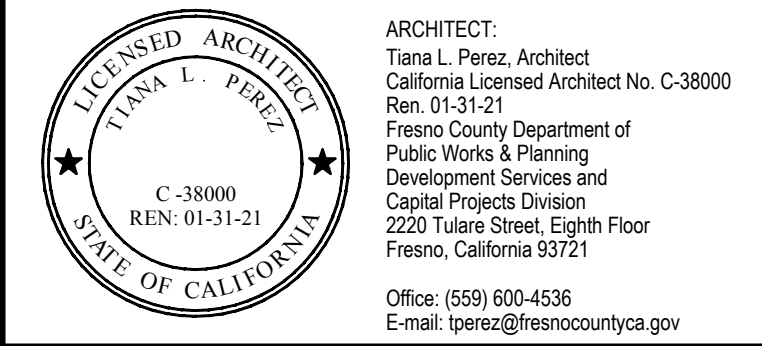 LICENSED ARCHITECT
TIANA L. PEREZ
C -38000
REN: 01-31-21
STATE OF CALIFORNIA
ARCHITECT:
Tiana L. Perez, Architect
California Licensed Architect No. C-38000
Ren. 01-31-21
Fresno County Department of
Public Works & Planning
Development Services and
Capital Projects Division
2220 Tulare Street, Eighth Floor
Fresno, California 93721
Office: (559) 600-4536
E-mail: tperez@fresnocountyca.gov